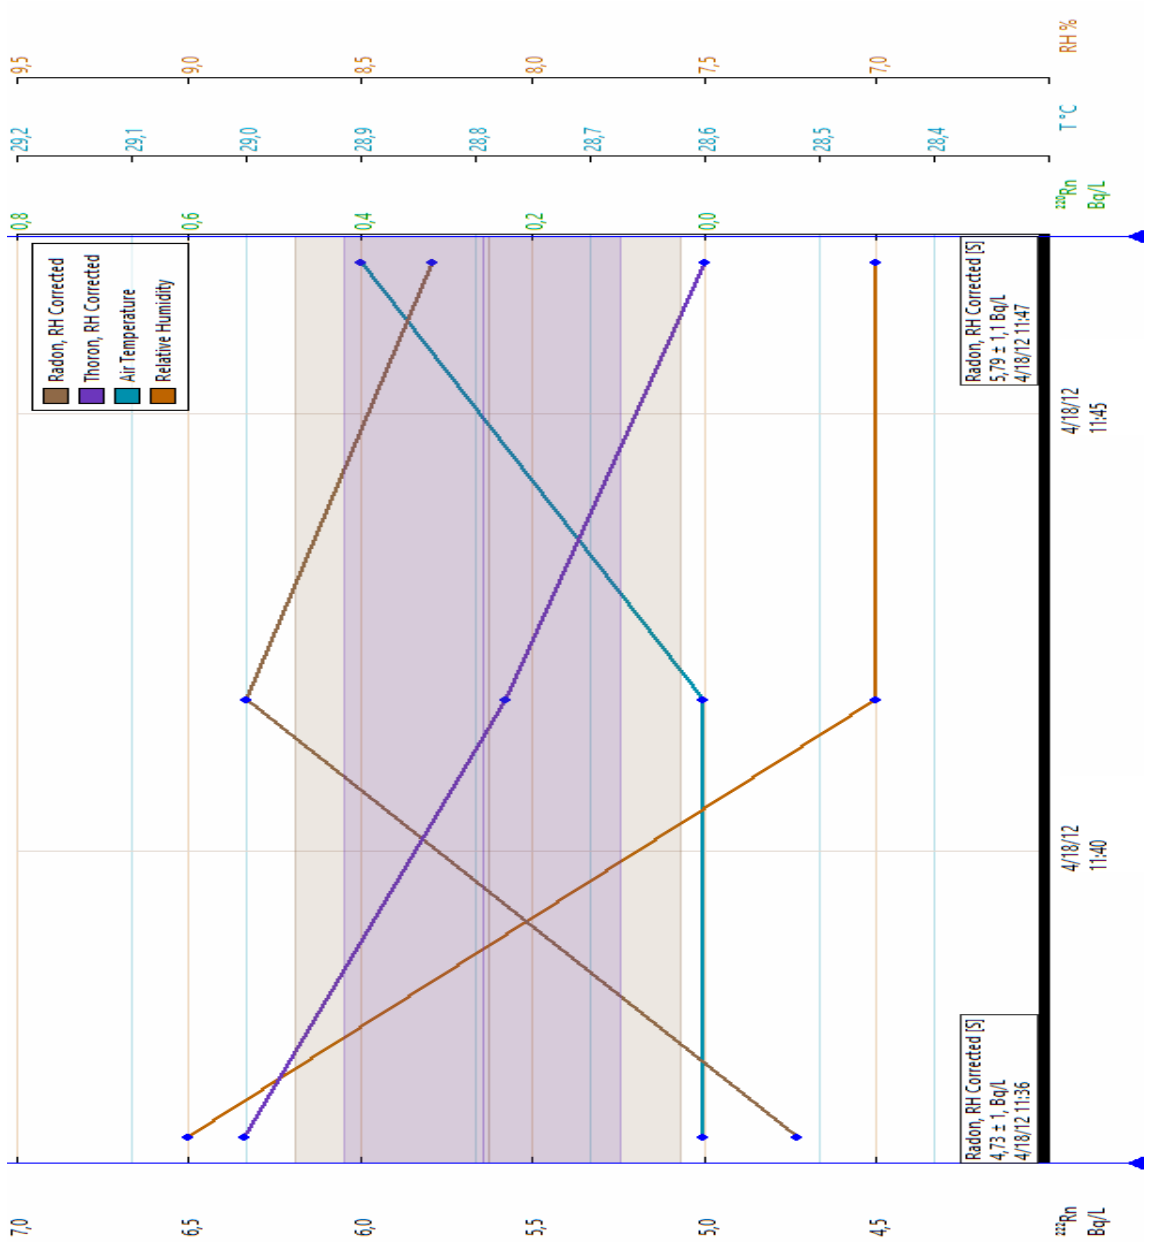 7,0
6,5
6,0
5,5
5,0
4,5
²²²Rn
Bq/L
Radon, RH Corrected
Thoron, RH Corrected
Air Temperature
Relative Humidity
Radon, RH Corrected [S]
4,73 ± 1, Bq/L
4/18/12 11:36
Radon, RH Corrected [S]
5,79 ± 1,1 Bq/L
4/18/12 11:47
4/18/12
11:40
4/18/12
11:45
0,8
0,6
0,4
0,2
0,0
²²⁰Rn
Bq/L
29,2
29,1
29,0
28,9
28,8
28,7
28,6
28,5
28,4
T °C
9,5
9,0
8,5
8,0
7,5
7,0
RH %